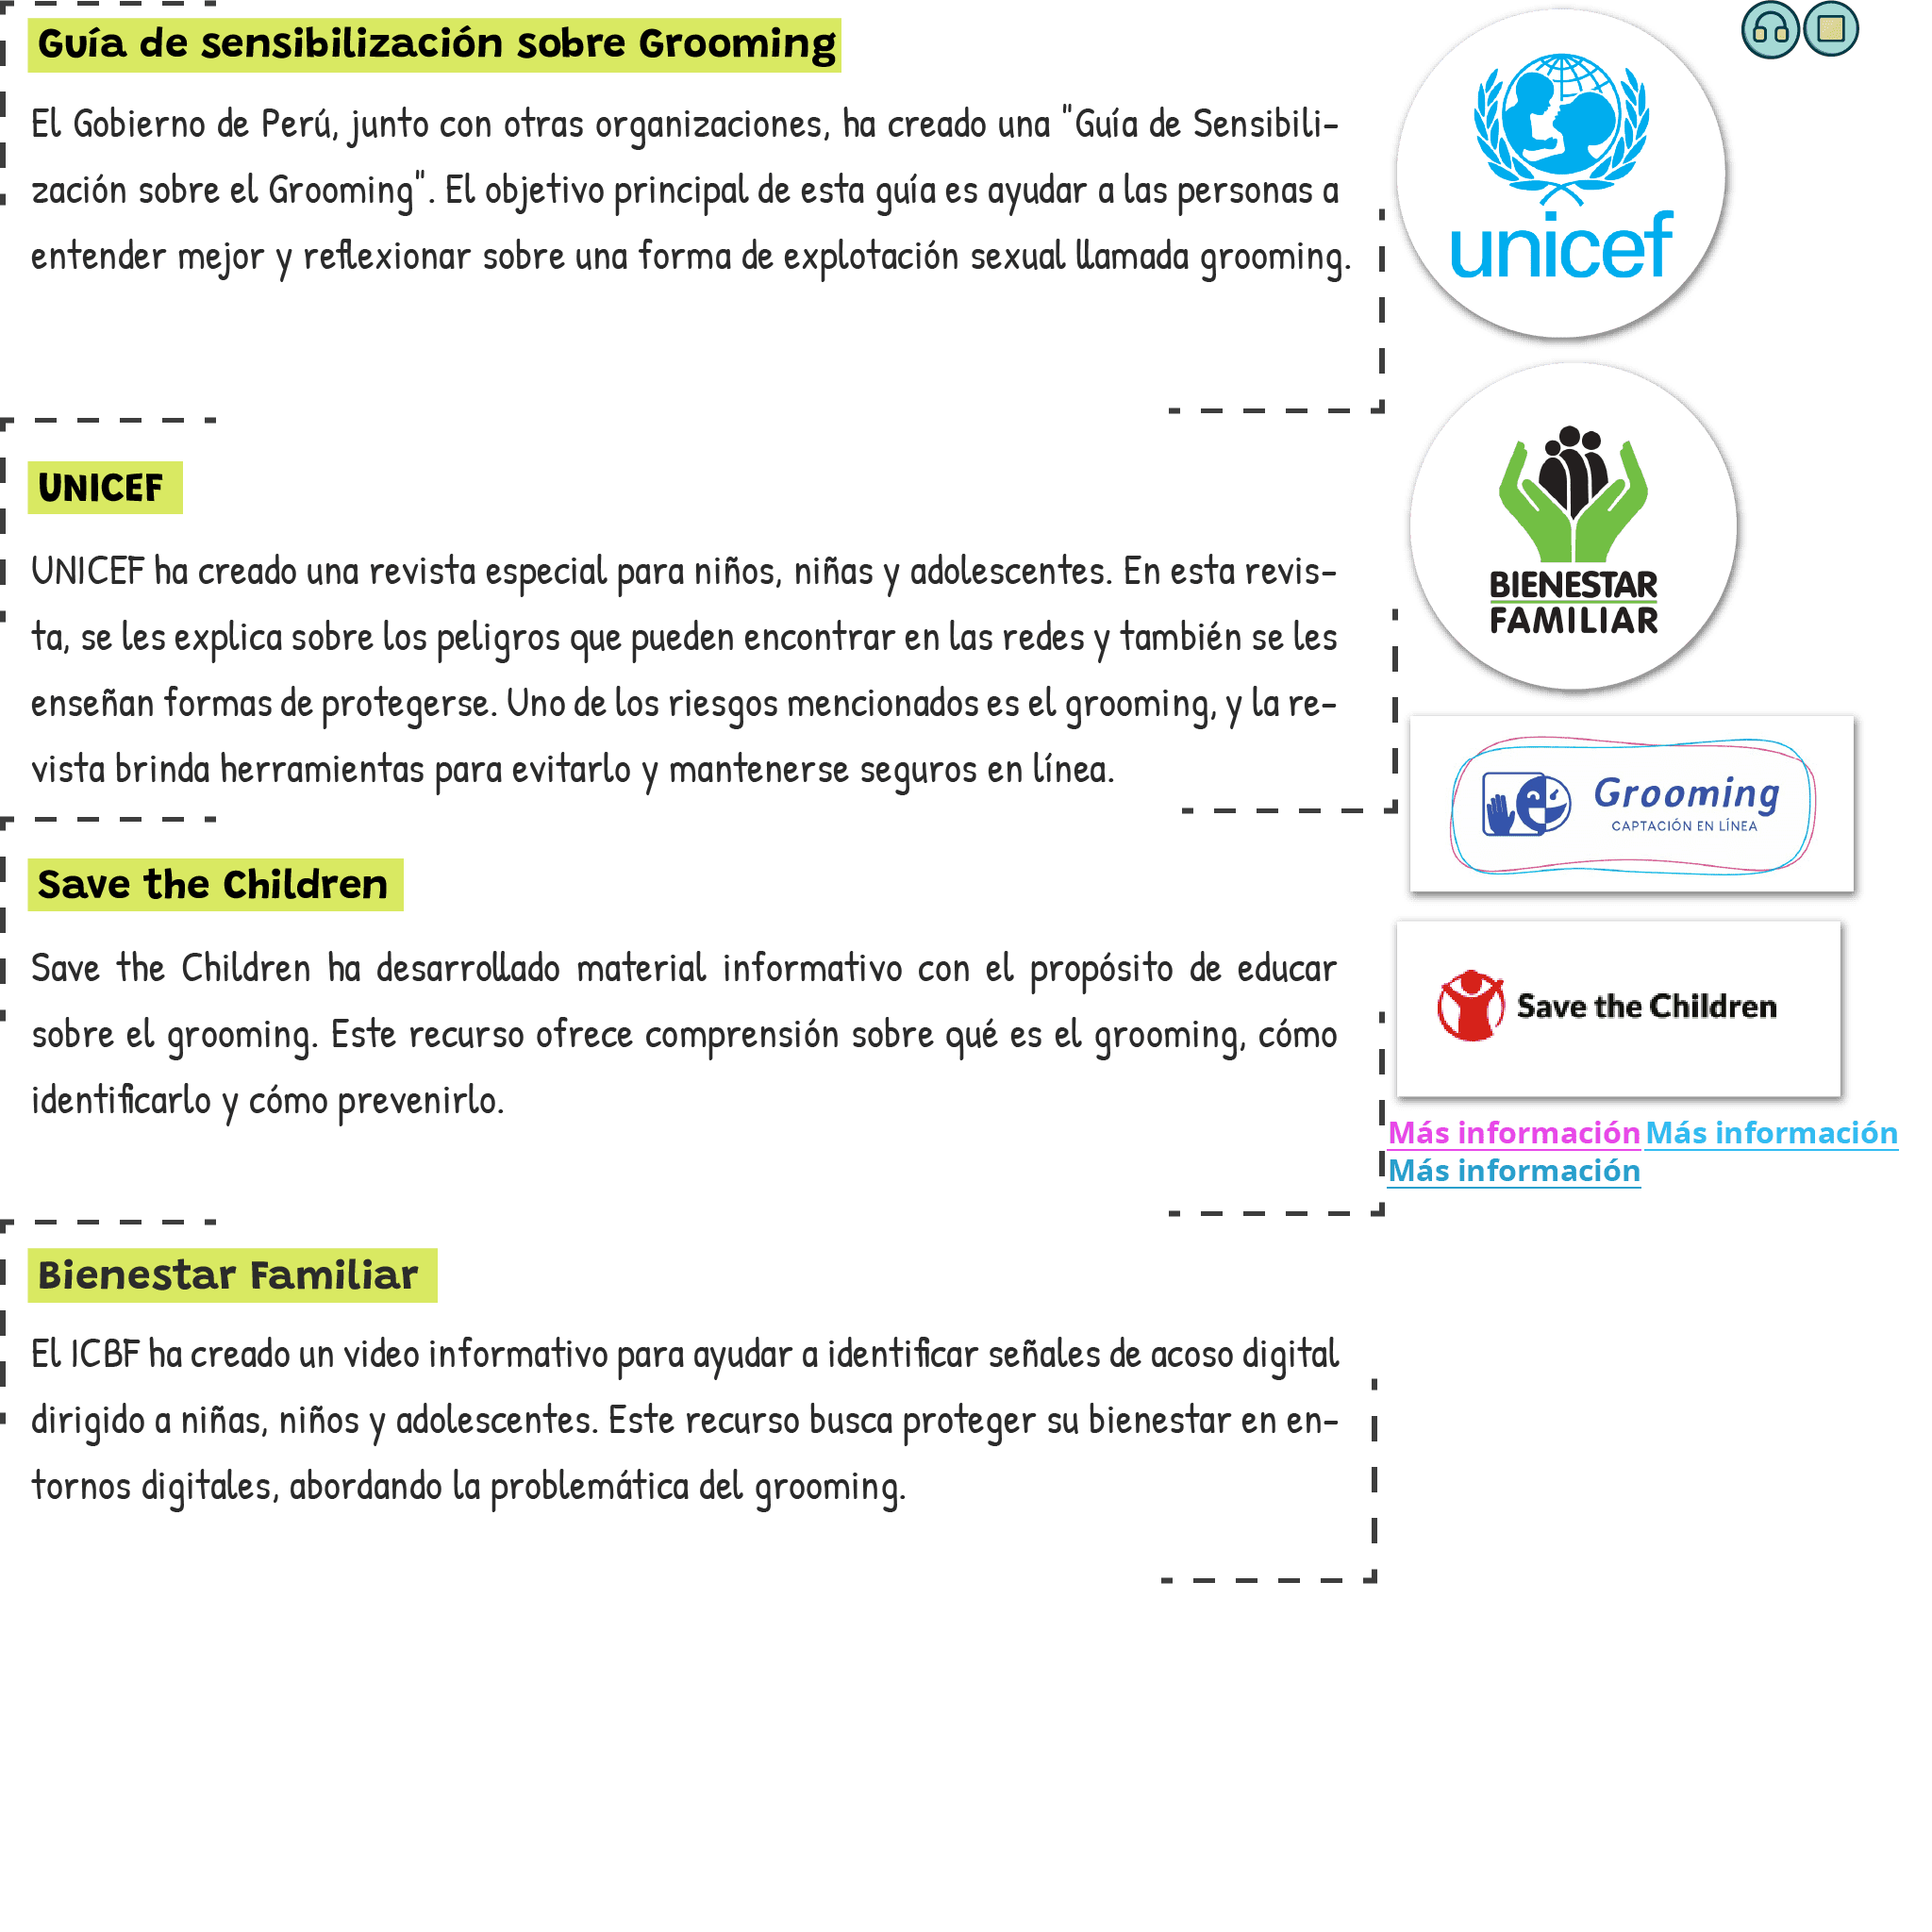 Guía de sensibilización sobre Grooming
El Gobierno de Perú, junto con otras organizaciones, ha creado una "Guía de Sensibili-
zación sobre el Grooming". El objetivo principal de esta guía es ayudar a las personas a
entender mejor y reflexionar sobre una forma de explotación sexual llamada grooming.
UNICEF
UNICEF ha creado una revista especial para niños, niñas y adolescentes. En esta revis-
ta, se les explica sobre los peligros que pueden encontrar en las redes y también se les
enseñan formas de protegerse. Uno de los riesgos mencionados es el grooming, y la re-
vista brinda herramientas para evitarlo y mantenerse seguros en línea.
Save the Children
Save the Children ha desarrollado material informativo con el propósito de educar
sobre el grooming. Este recurso ofrece comprensión sobre qué es el grooming, cómo
identificarlo y cómo prevenirlo.
Bienestar Familiar
El ICBF ha creado un video informativo para ayudar a identificar señales de acoso digital
dirigido a niñas, niños y adolescentes. Este recurso busca proteger su bienestar en en-
tornos digitales, abordando la problemática del grooming.
unicef
BIENESTAR
FAMILIAR
Grooming
CAPTACIÓN EN LÍNEA
Save the Children
Más información Más información
Más información